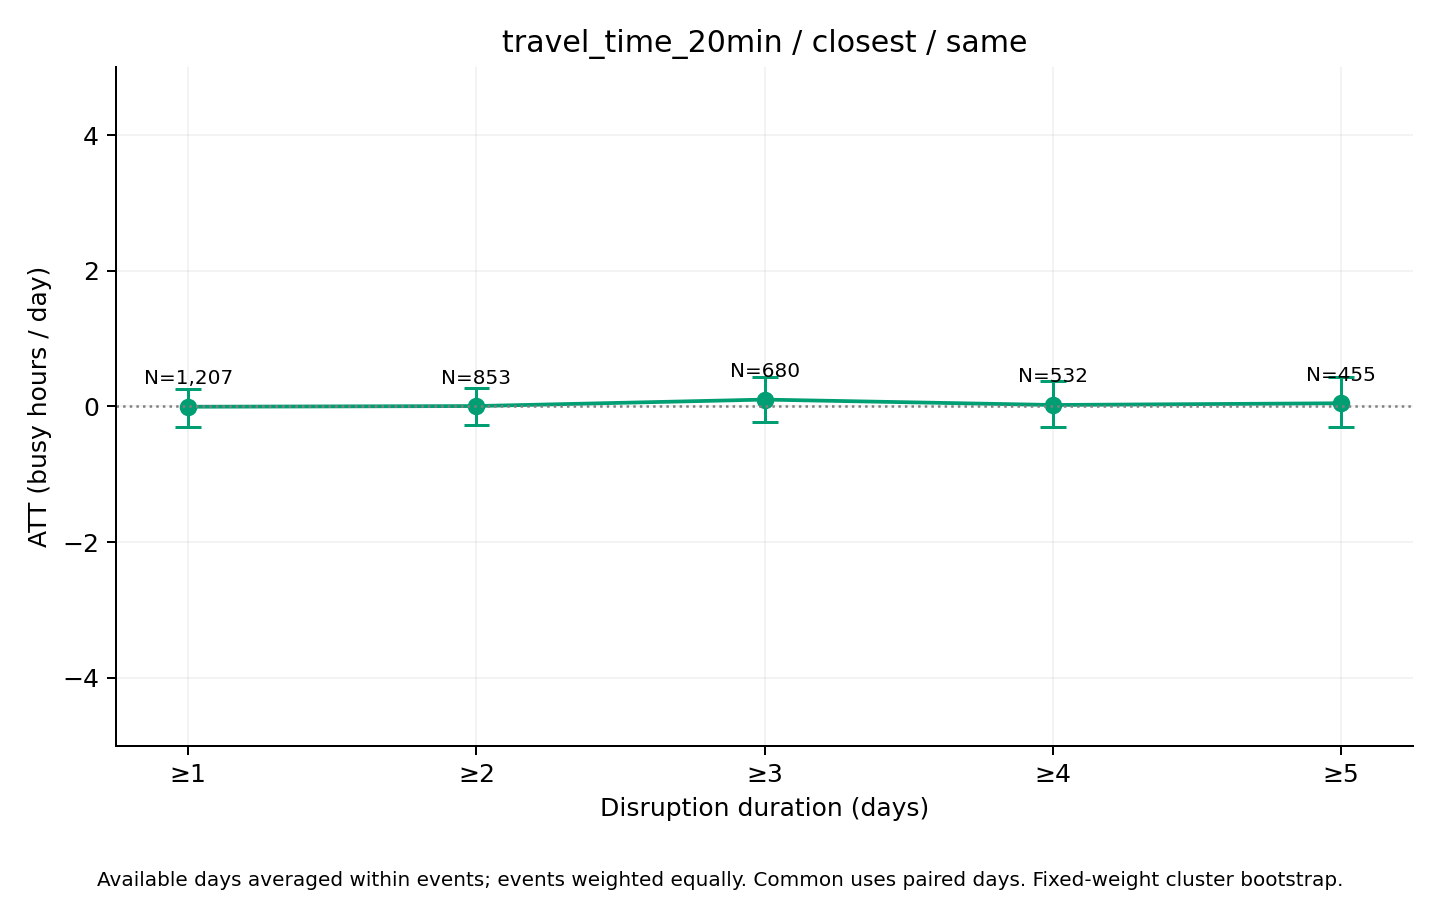 travel_time_20min / closest / same
ATT (busy hours / day)
4
2
0
−2
−4
N=1,207
N=853
N=680
N=532
N=455
≥1
≥2
≥3
≥4
≥5
Disruption duration (days)
Available days averaged within events; events weighted equally. Common uses paired days. Fixed-weight cluster bootstrap.